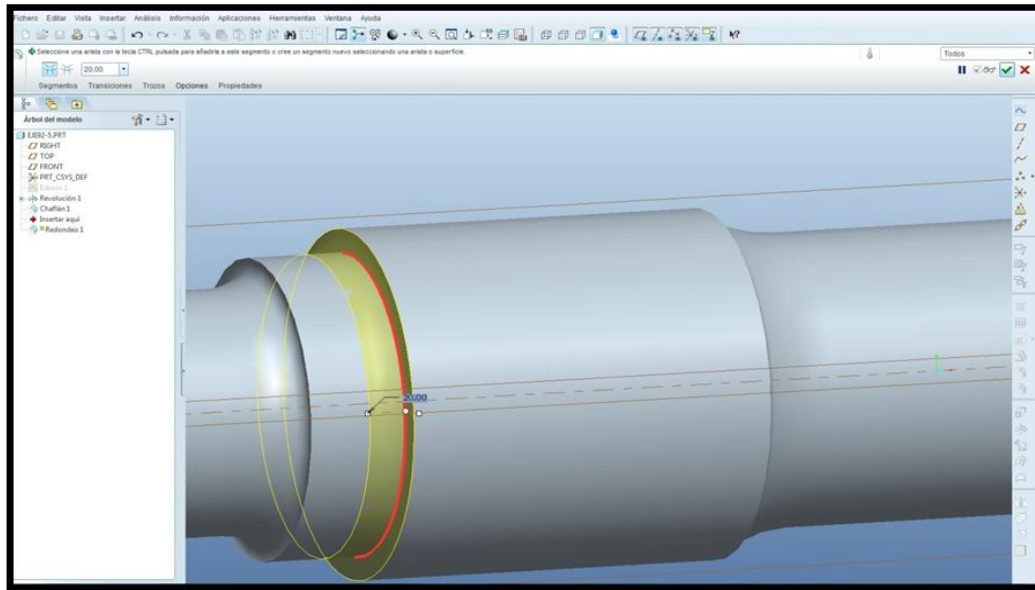 Fichero Editar Vista Insertar Análisis Información Aplicaciones Herramientas Ventana Ayuda
Seleccione una arista con la tecla CTRL pulsada para añadirla a este segmento o cree un segmento nuevo seleccionando una arista o superficie.
Todos
20.00
Segmentos Transiciones Trozos Opciones Propiedades
Árbol del modelo
EJE92-5.PRT
RIGHT
TOP
FRONT
PRT_CSYS_DEF
Esbozo 1
Revolución 1
Chaflán 1
Insertar aquí
Redondeo 1
20.00